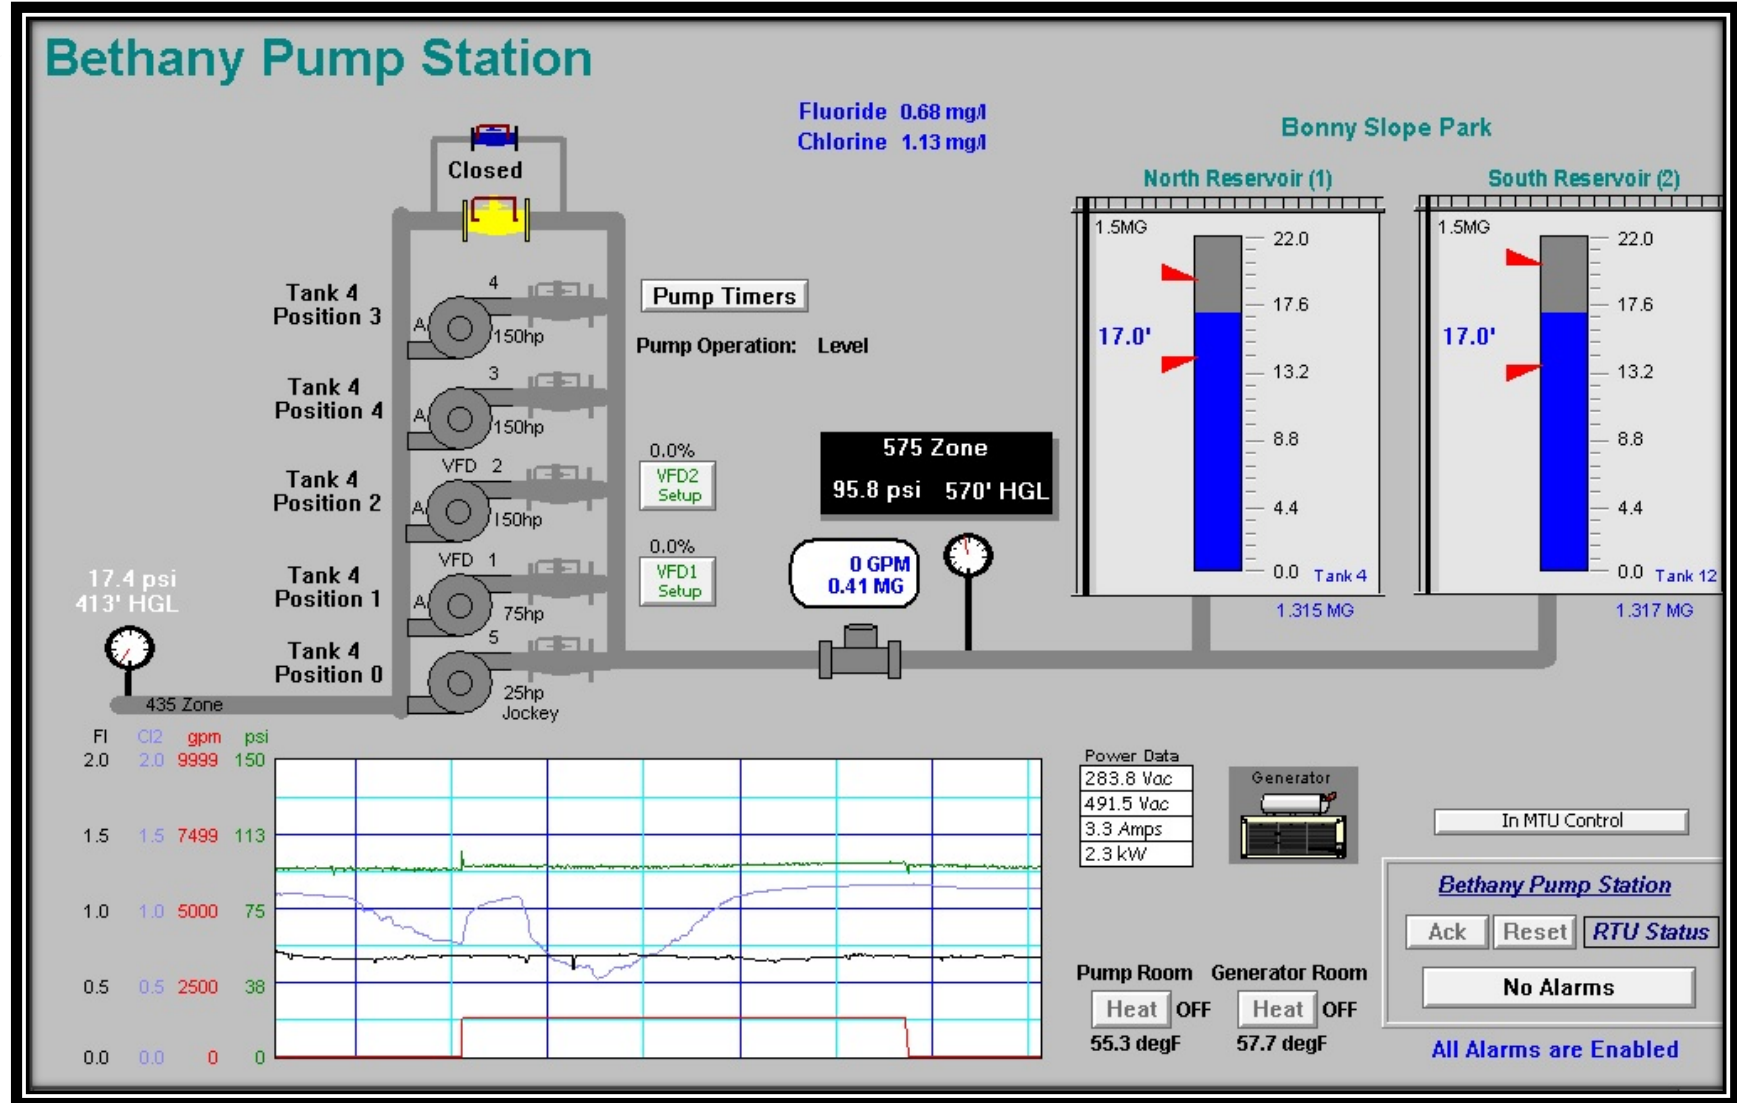 Bethany Pump Station
Fluoride 0.68 mg/l
Chlorine 1.13 mg/l
Bonny Slope Park
Closed
North Reservoir (1)
South Reservoir (2)
1.5MG
22.0
17.6
17.0'
13.2
8.8
4.4
0.0 Tank 4
1.315 MG
1.5MG
22.0
17.6
17.0'
13.2
8.8
4.4
0.0 Tank 12
1.317 MG
Tank 4
Position 3
4
A
150hp
Pump Timers
Pump Operation: Level
Tank 4
Position 4
3
A
150hp
Tank 4
Position 2
VFD 2
A
150hp
0.0%
VFD2
Setup
575 Zone
95.8 psi 570' HGL
Tank 4
Position 1
VFD 1
A
75hp
0.0%
VFD1
Setup
0 GPM
0.41 MG
17.4 psi
413' HGL
Tank 4
Position 0
5
25hp
Jockey
435 Zone
Fl Cl2 gpm psi
2.0 2.0 9999 150
1.5 1.5 7499 113
1.0 1.0 5000 75
0.5 0.5 2500 38
0.0 0.0 0 0
Power Data
283.8 Vac
491.5 Vac
3.3 Amps
2.3 kW
Generator
In MTU Control
Bethany Pump Station
Ack Reset RTU Status
No Alarms
All Alarms are Enabled
Pump Room Generator Room
Heat OFF Heat OFF
55.3 degF 57.7 degF